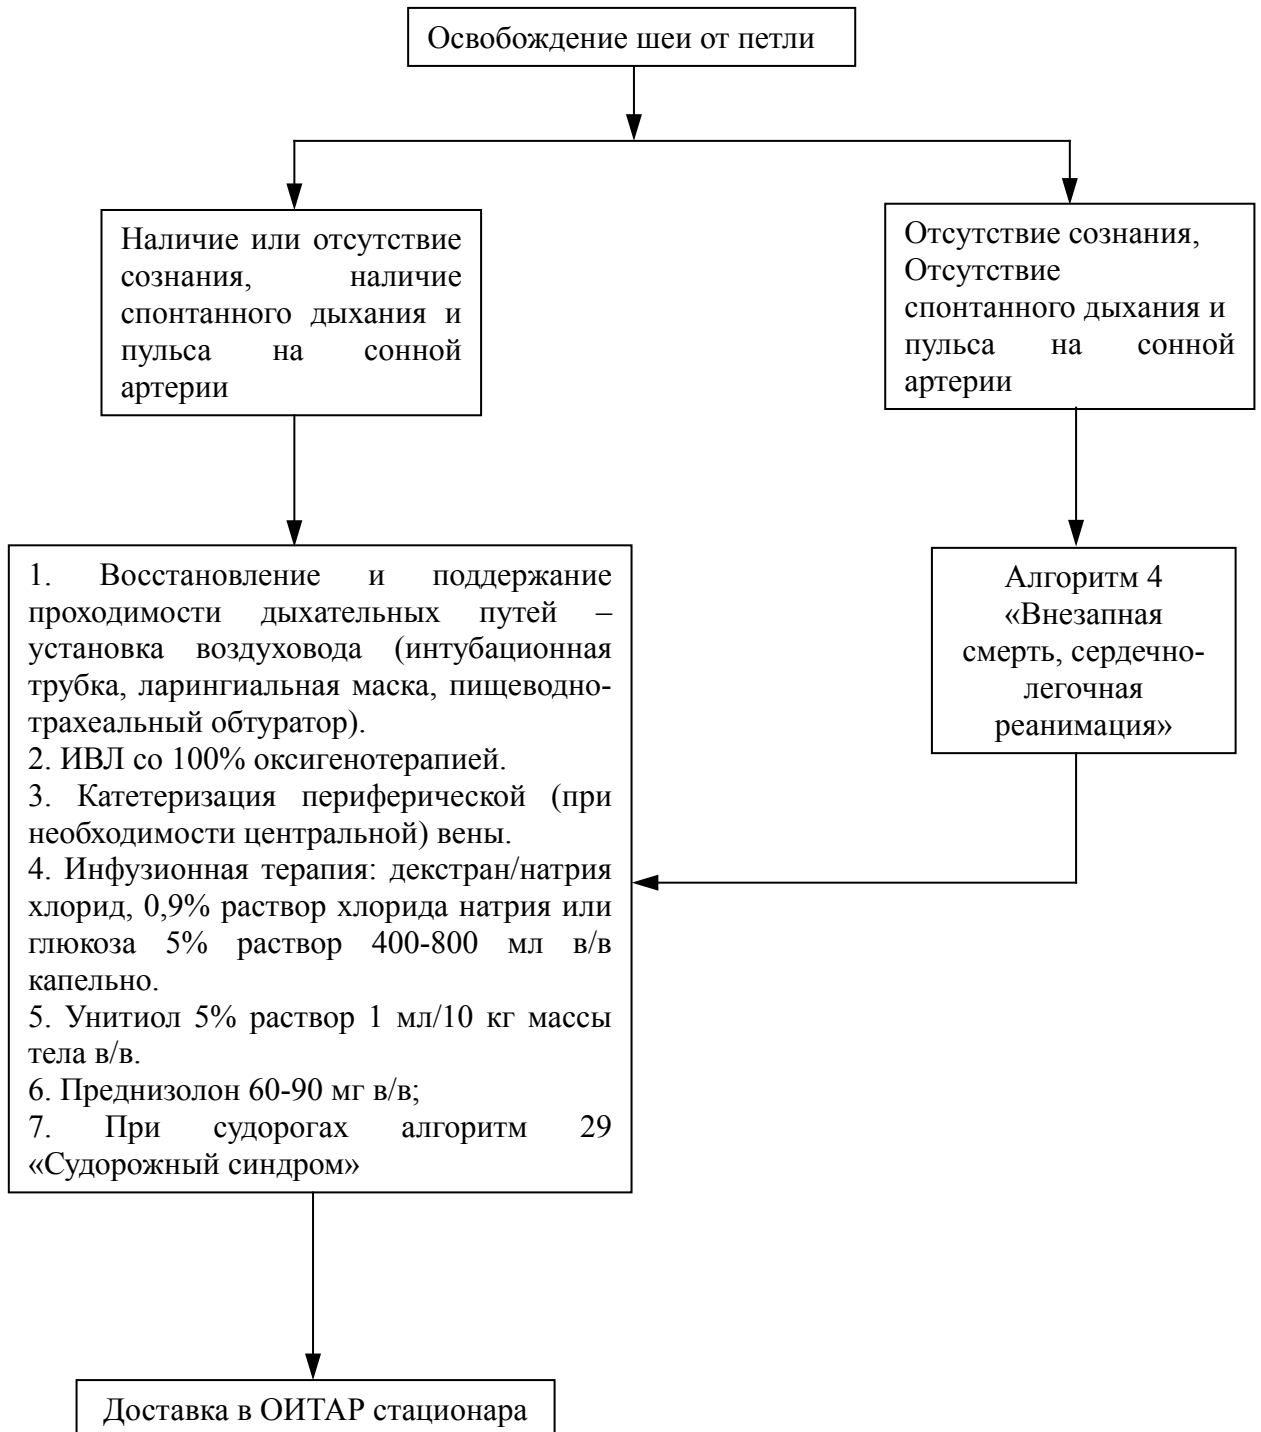 Освобождение шеи от петли
Наличие или отсутствие
сознания, наличие
спонтанного дыхания и
пульса на сонной
артерии
Отсутствие сознания,
Отсутствие
спонтанного дыхания и
пульса на сонной
артерии
1. Восстановление и поддержание
проходимости дыхательных путей –
установка воздуховода (интубационная
трубка, ларингиальная маска, пищеводно-
трахеальный обтуратор).
2. ИВЛ со 100% оксигенотерапией.
3. Катетеризация периферической (при
необходимости центральной) вены.
4. Инфузионная терапия: декстран/натрия
хлорид, 0,9% раствор хлорида натрия или
глюкоза 5% раствор 400-800 мл в/в
капельно.
5. Унитиол 5% раствор 1 мл/10 кг массы
тела в/в.
6. Преднизолон 60-90 мг в/в;
7. При судорогах алгоритм 29
«Судорожный синдром»
Алгоритм 4
«Внезапная
смерть, сердечно-
легочная
реанимация»
Доставка в ОИТАР стационара